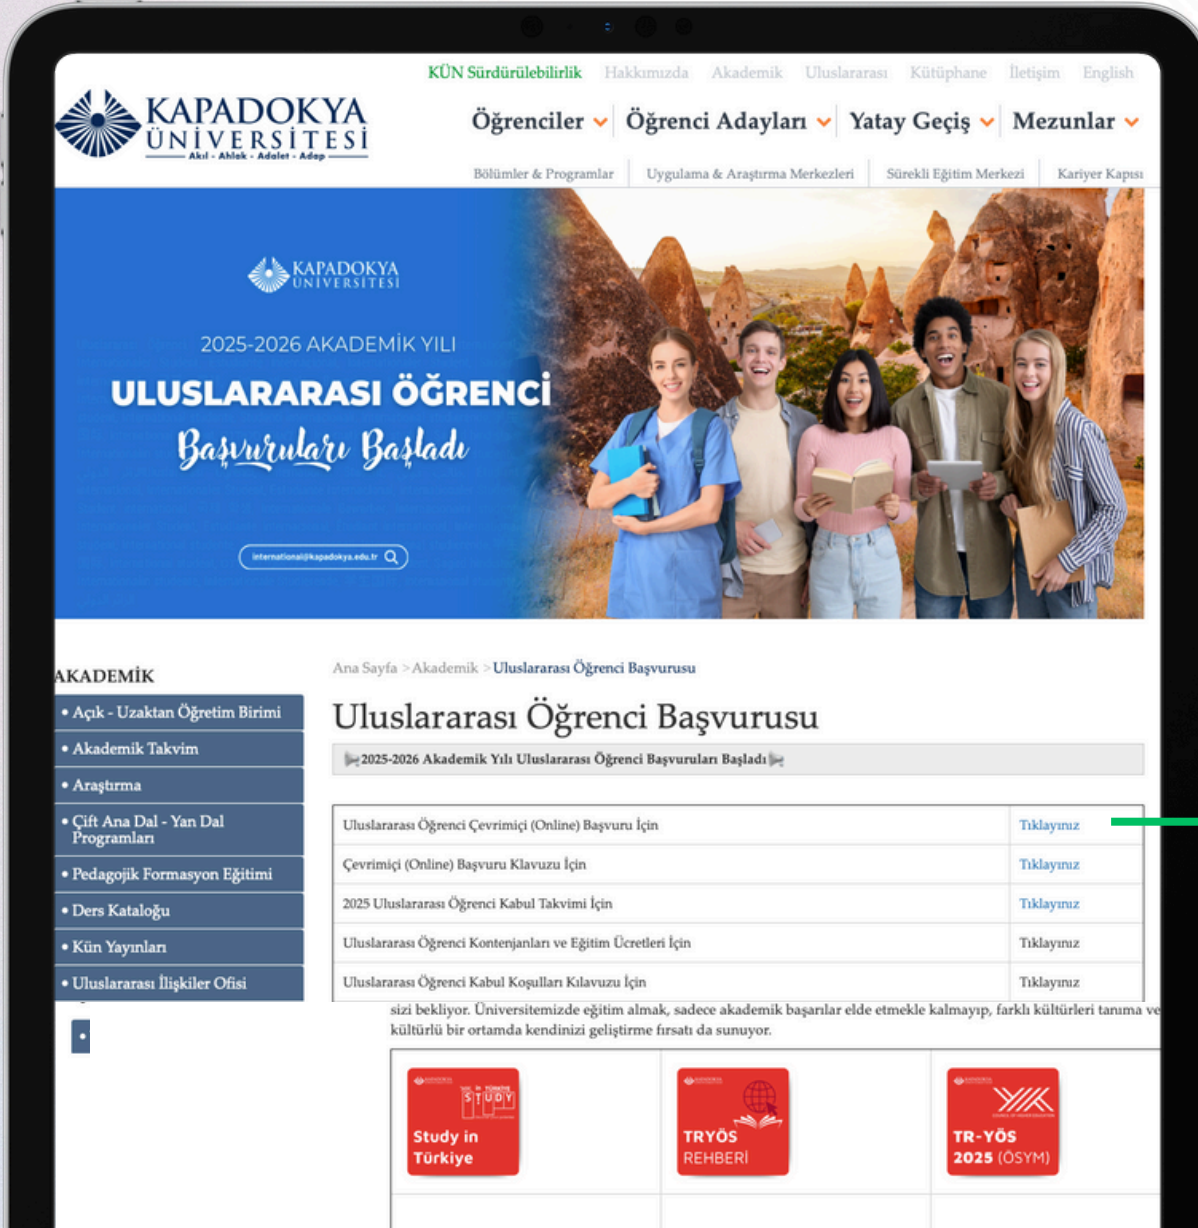 KÜN Sürdürülebilirlik Hakkımızda Akademik Uluslararası Kütüphane İletişim English
KAPADOKYA
ÜNİVERSİTESİ
Akıl - Ahlak - Adalet - Adap
Öğrenciler Öğrenci Adayları Yatay Geçiş Mezunlar
Bölümler & Programlar Uygulama & Araştırma Merkezleri Sürekli Eğitim Merkezi Kariyer Kapısı
KAPADOKYA
ÜNİVERSİTESİ
2025-2026 AKADEMİK YILI
ULUSLARARASI ÖĞRENCİ
Başvuruları Başladı
international@kapadokya.edu.tr
AKADEMİK
• Açık - Uzaktan Öğretim Birimi
• Akademik Takvim
• Araştırma
• Çift Ana Dal - Yan Dal
Programları
• Pedagojik Formasyon Eğitimi
• Ders Kataloğu
• Kün Yayınları
• Uluslararası İlişkiler Ofisi
Ana Sayfa > Akademik > Uluslararası Öğrenci Başvurusu
Uluslararası Öğrenci Başvurusu
2025-2026 Akademik Yılı Uluslararası Öğrenci Başvuruları Başladı
Uluslararası Öğrenci Çevrimiçi (Online) Başvuru İçin Tıklayınız
Çevrimiçi (Online) Başvuru Klavuzu İçin Tıklayınız
2025 Uluslararası Öğrenci Kabul Takvimi İçin Tıklayınız
Uluslararası Öğrenci Kontenjanları ve Eğitim Ücretleri İçin Tıklayınız
Uluslararası Öğrenci Kabul Koşulları Kılavuzu İçin Tıklayınız
sizi bekliyor. Üniversitemizde eğitim almak, sadece akademik başarılar elde etmekle kalmayıp, farklı kültürleri tanıma ve
kültürlü bir ortamda kendinizi geliştirme fırsatı da sunuyor.
STUDY
Study in
Türkiye
TRYÖS
REHBERİ
TR-YÖS
2025 (ÖSYM)